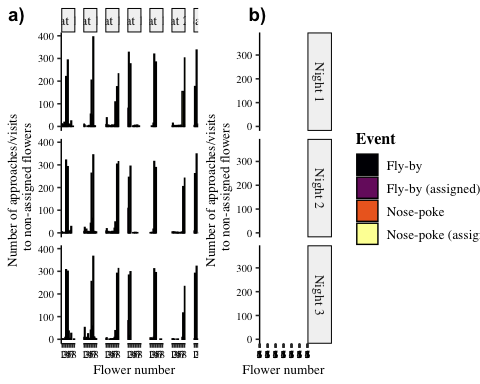 a)
b)
Number of approaches/visits
to non-assigned flowers
400
300
200
100
0
400
300
200
100
0
400
300
200
100
0
Flower number
Number of approaches/visits
to non-assigned flowers
300
200
100
0
300
200
100
0
300
200
100
0
Night 1
Night 2
Night 3
Flower number
Event
Fly-by
Fly-by (assigned)
Nose-poke
Nose-poke (assig